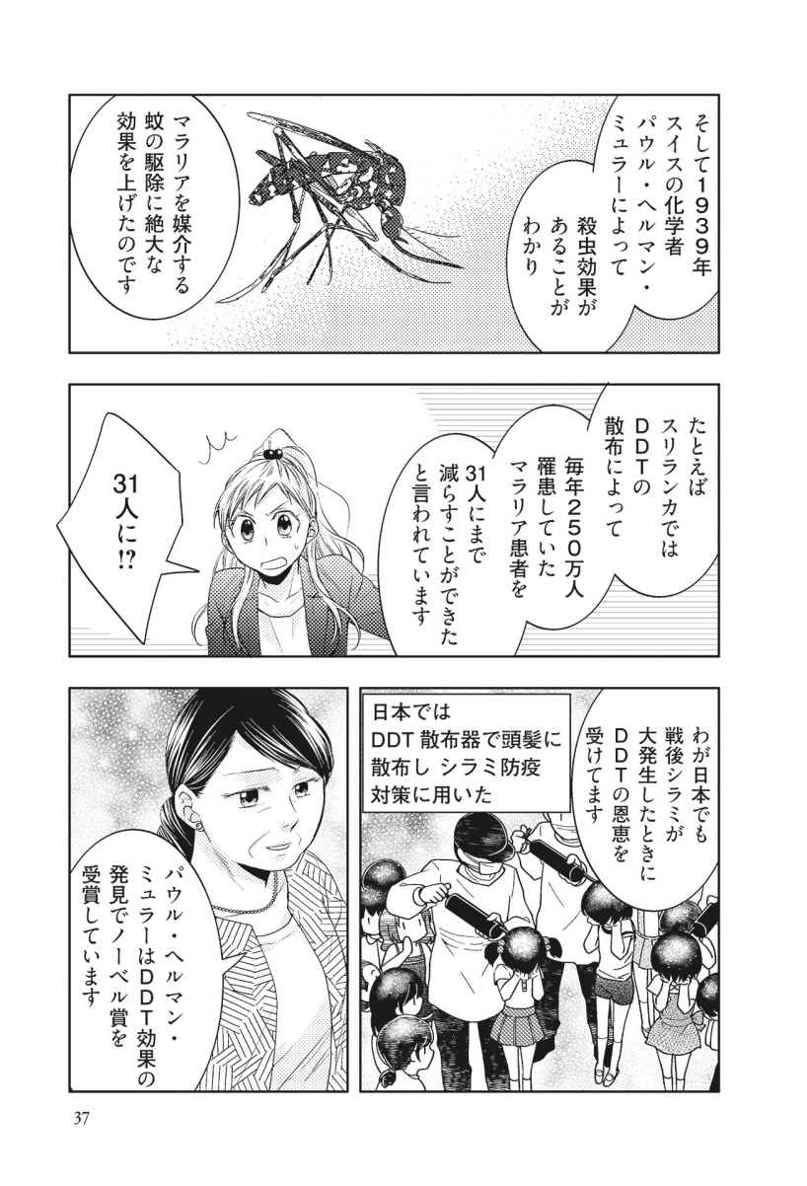 そして1939年
スイスの化学者
パウル・ヘルマン・
ミュラーによって
殺虫効果が
あることが
わかり
マラリアを媒介する
蚊の駆除に絶大な
効果を上げたのです
たとえば
スリランカでは
DDTの
散布によって
毎年250万人
罹患していた
マラリア患者を
31人にまで
減らすことができた
と言われています
31人に!?
わが日本でも
戦後シラミが
大発生したときに
DDTの恩恵を
受けてます
日本では
DDT 散布器で頭髪に
散布し シラミ防疫
対策に用いた
パウル・ヘルマン・
ミュラーはDDT効果の
発見でノーベル賞を
受賞しています
37